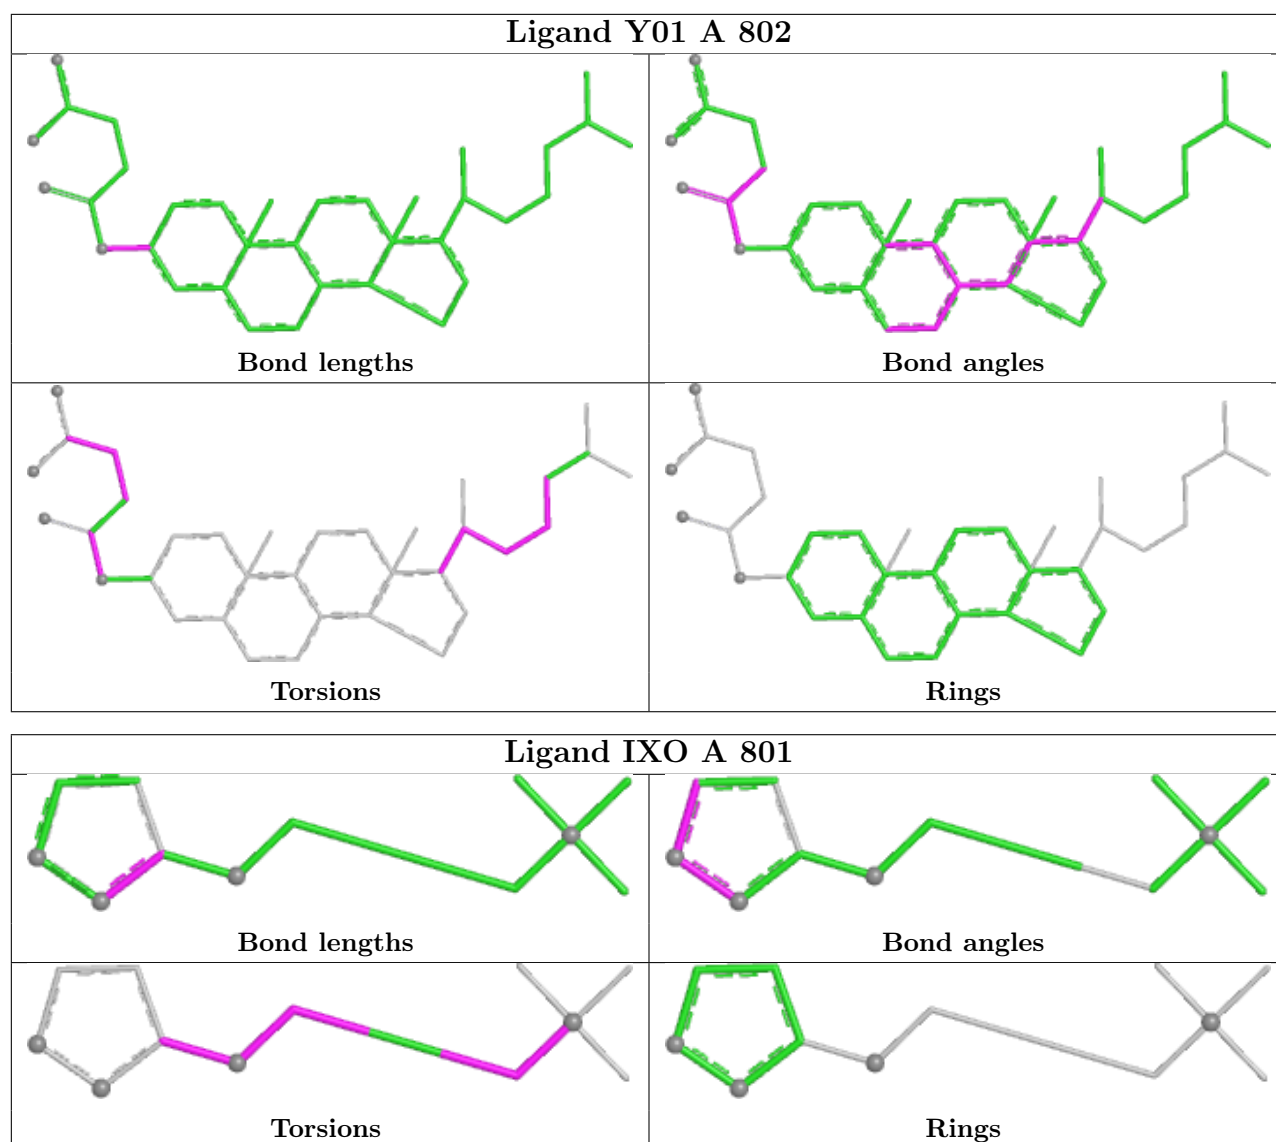 Ligand Y01 A 802
Bond lengths
Bond angles
Torsions
Rings
Ligand IXO A 801
Bond lengths
Bond angles
Torsions
Rings